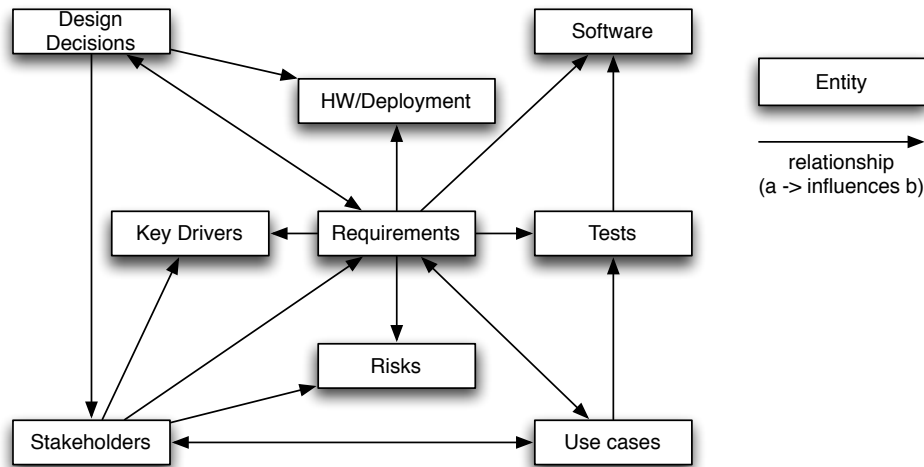 Design
Decisions
Software
HW/Deployment
Entity
relationship
(a -> influences b)
Key Drivers
Requirements
Tests
Risks
Stakeholders
Use cases